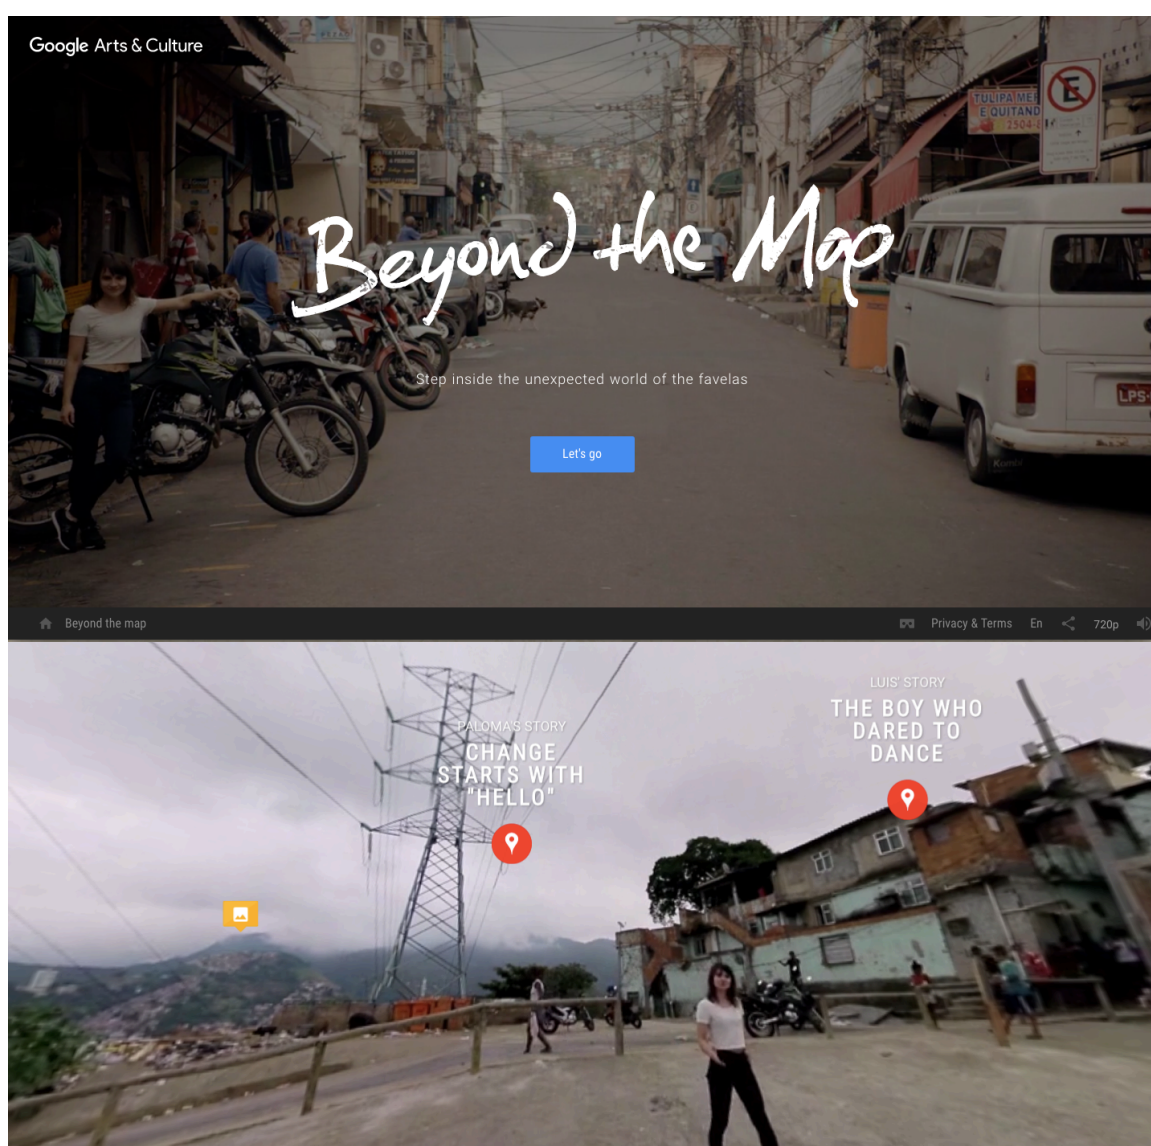 Google Arts & Culture
E
TULIPA
E QUITAND
2504-
Beyond the Map
Step inside the unexpected world of the favelas
LPS-
Kombi
Let's go
Beyond the map
Privacy & Terms
En
720p
LUIS' STORY
THE BOY WHO
DARED TO
DANCE
PALOMA'S STORY
CHANGE
STARTS WITH
"HELLO"